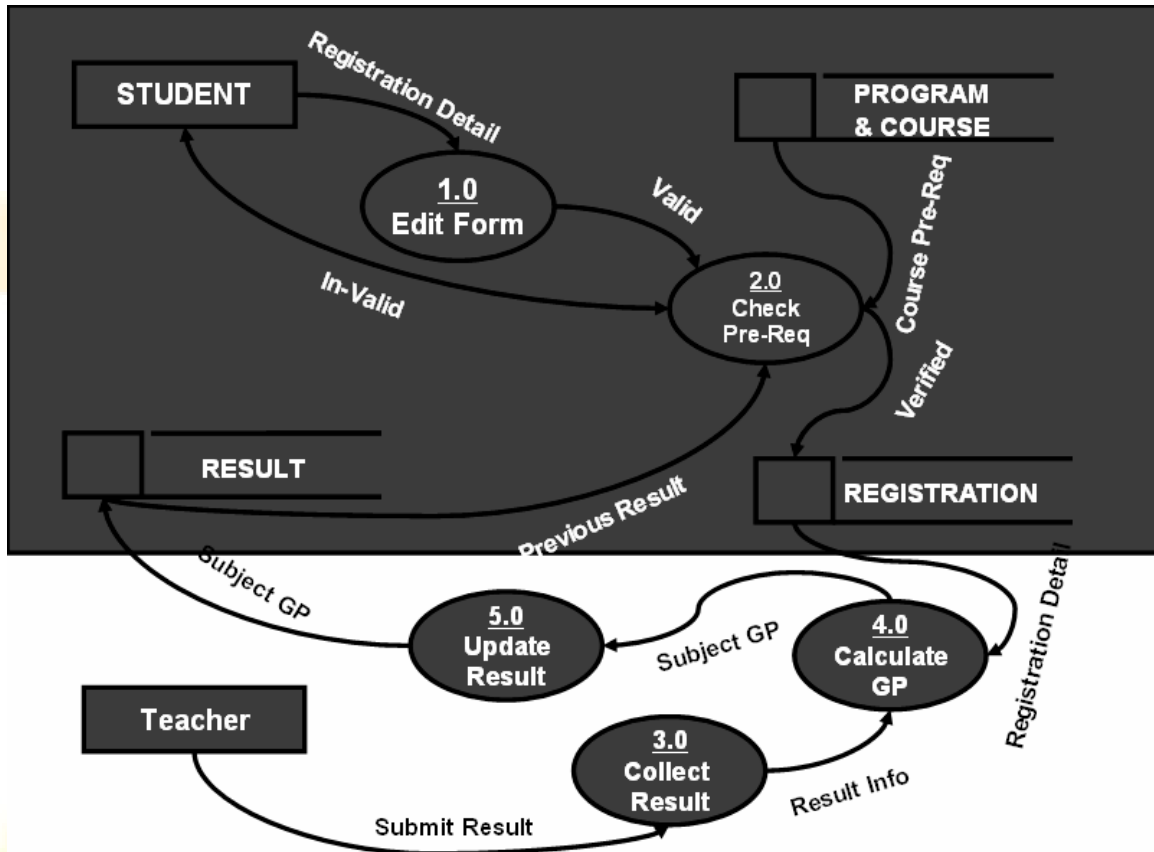 Registration Detail
STUDENT
PROGRAM
& COURSE
1.0
Edit Form
Valid
Course Pre-Req
In-Valid
2.0
Check
Pre-Req
Verified
RESULT
REGISTRATION
Previous Result
Subject GP
5.0
Update
Result
Subject GP
4.0
Calculate
GP
Registration Detail
Teacher
3.0
Collect
Result
Result Info
Submit Result